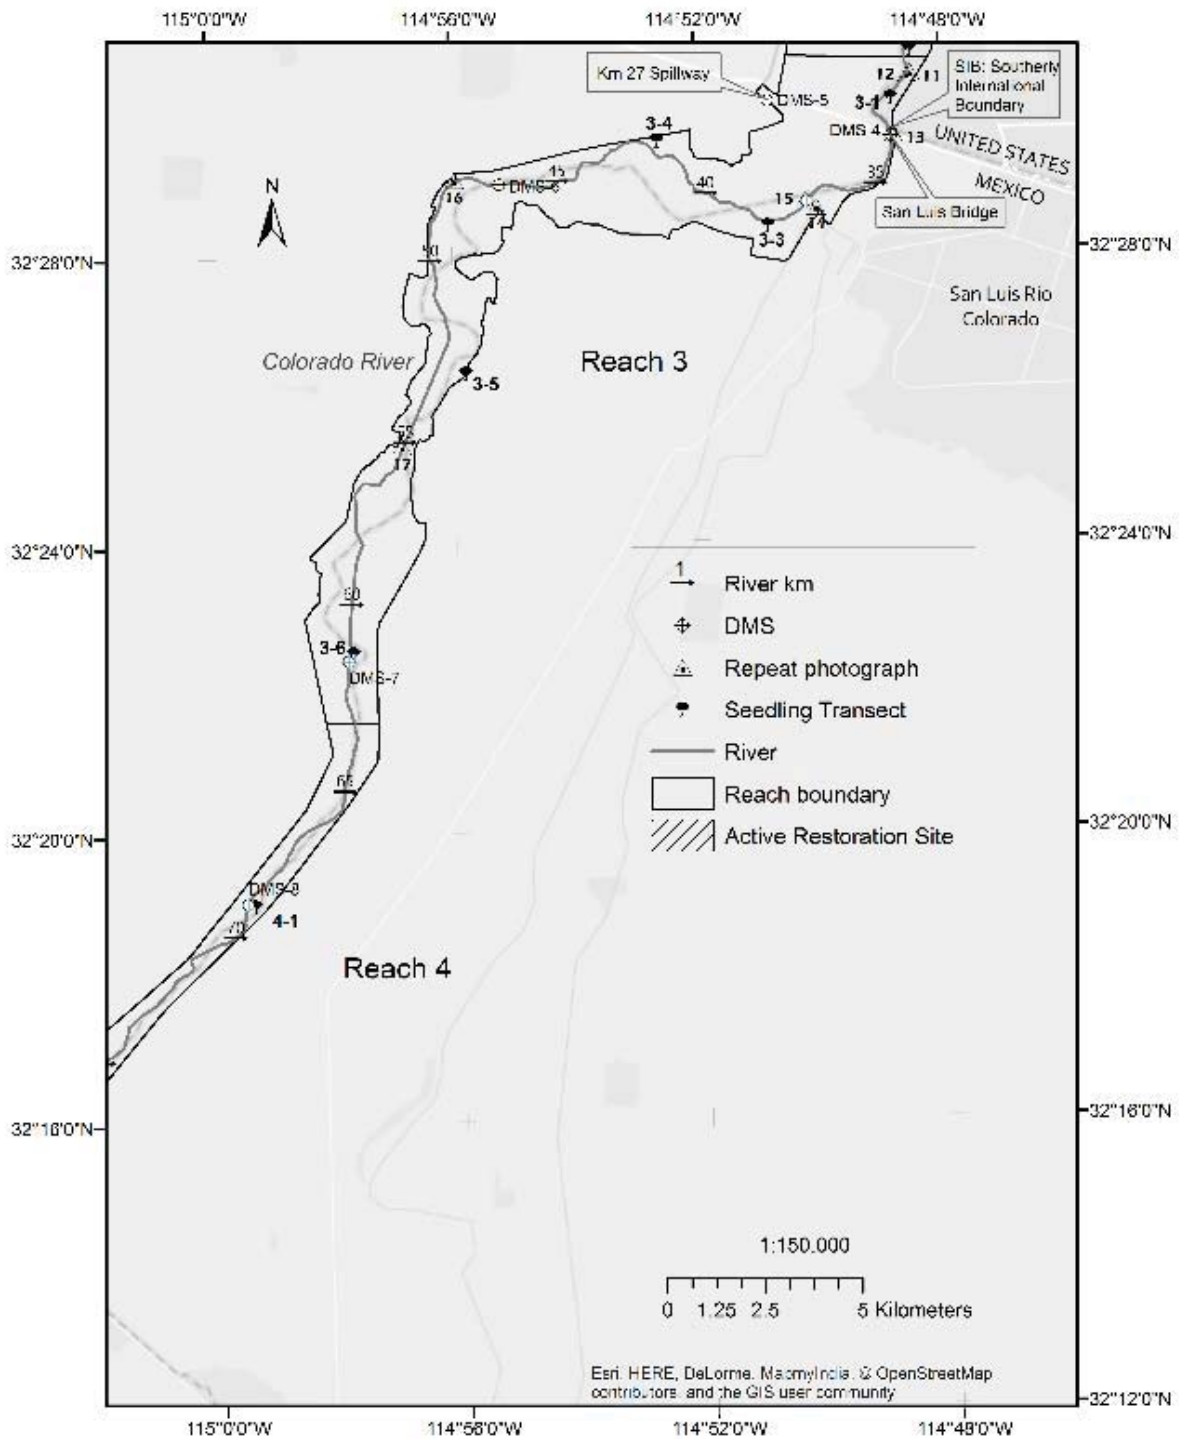 115°0'0"W 114°56'0"W 114°52'0"W 114°48'0"W
Km 27 Spillway
DMS-5
SIB: Southerly
International
Boundary
12
11
3-1
DMS 4
13
UNITED STATES
MEXICO
San Luis Bridge
3-4
45
DMS-6
16
40
15
35
14
3-3
N
32°28'0"N
32°28'0"N
50
San Luis Rio
Colorado
Colorado River
Reach 3
3-5
55
17
32°24'0"N
32°24'0"N
60
3-6
DMS-7
1
River km
DMS
Repeat photograph
Seedling Transect
River
Reach boundary
Active Restoration Site
65
32°20'0"N
32°20'0"N
DMS-8
4-1
70
Reach 4
32°16'0"N
32°16'0"N
1:150.000
0 1.25 2.5 5 Kilometers
Esri, HERE, DeLorme, MapmyIndia, © OpenStreetMap
contributors, and the GIS user community
32°12'0"N
115°0'0"W 114°56'0"W 114°52'0"W 114°48'0"W